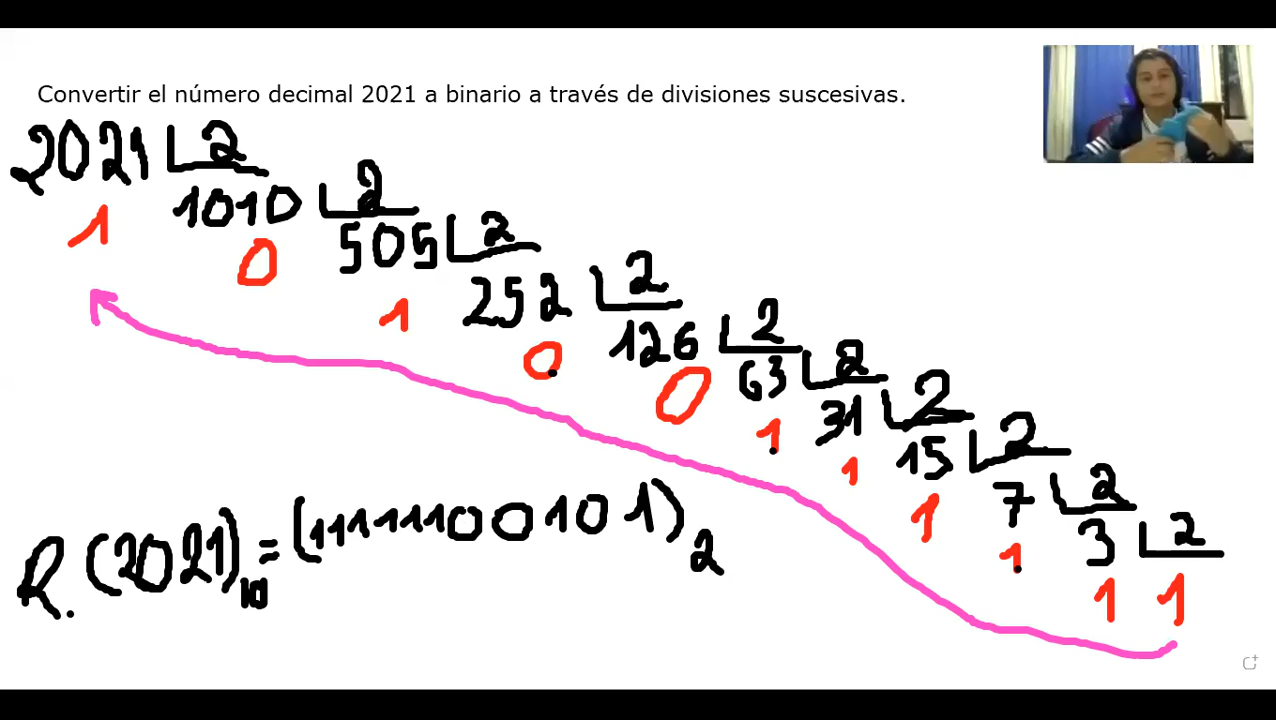 Convertir el número decimal 2021 a binario a través de divisiones suscesivas.
2021 2
1 1010 2
0 505 2
1 252 2
0 126 2
0 63 2
1 31 2
1 15 2
1 7 2
1 3 2
1 1
R. (2021)10 = (11111100101)2